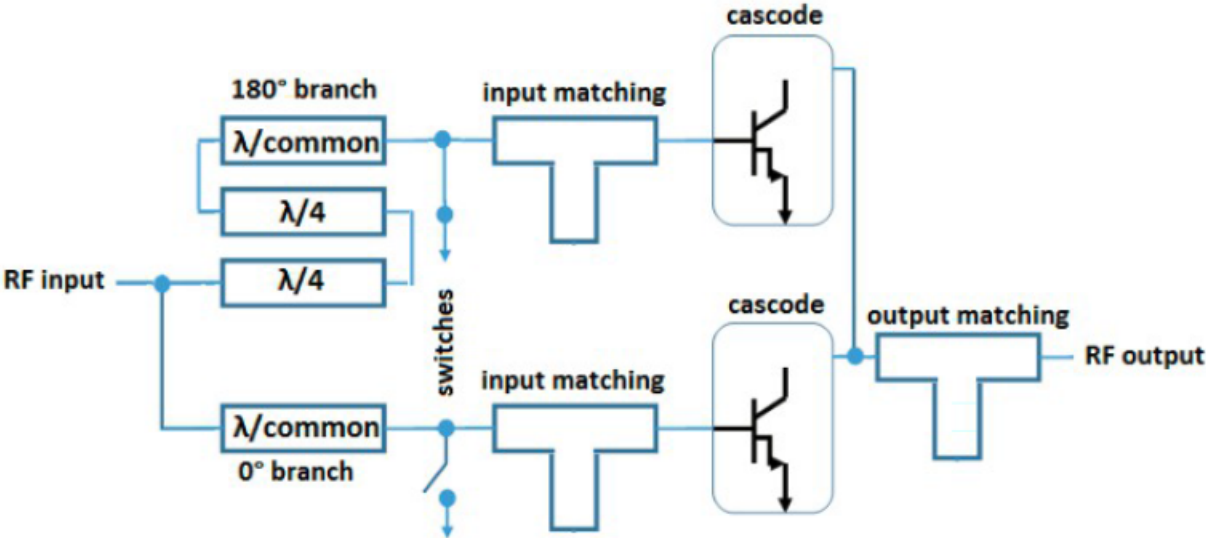 cascode
180° branch
input matching
λ/common
λ/4
RF input
λ/4
switches
cascode
output matching
RF output
input matching
λ/common
0° branch